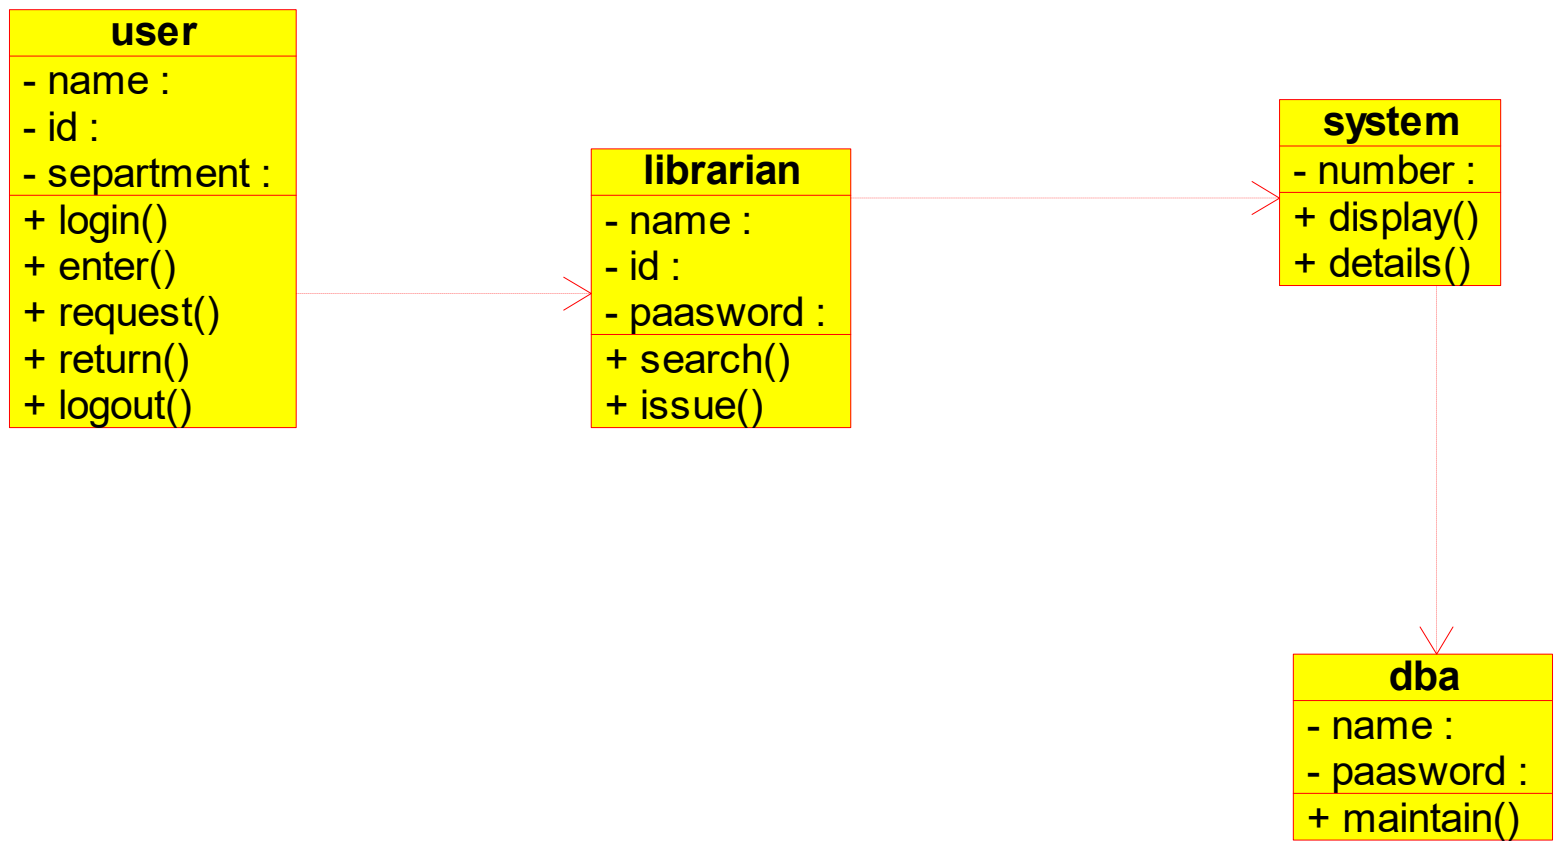 user
- name :
- id :
- separtment :
+ login()
+ enter()
+ request()
+ return()
+ logout()
librarian
- name :
- id :
- paasword :
+ search()
+ issue()
system
- number :
+ display()
+ details()
dba
- name :
- paasword :
+ maintain()